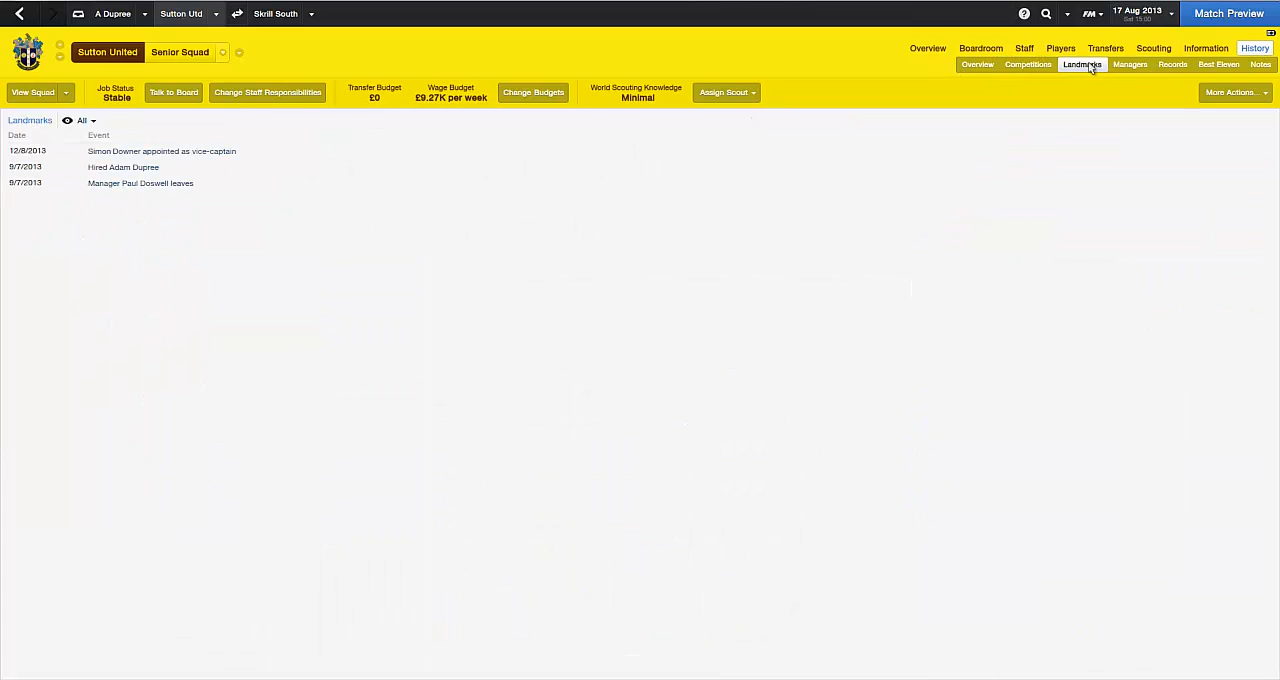 A Dupree Sutton Utd Skrill South FM 17 Aug 2013 Sat 15:00 Match Preview
Sutton United Senior Squad Overview Boardroom Staff Players Transfers Scouting Information History
Overview Competitions Landmarks Managers Records Best Eleven Notes
View Squad Job Status Stable Talk to Board Change Staff Responsibilities Transfer Budget £0 Wage Budget £9.27K per week Change Budgets World Scouting Knowledge Minimal Assign Scout More Actions...
Landmarks All
Date Event
12/8/2013 Simon Downer appointed as vice-captain
9/7/2013 Hired Adam Dupree
9/7/2013 Manager Paul Doswell leaves